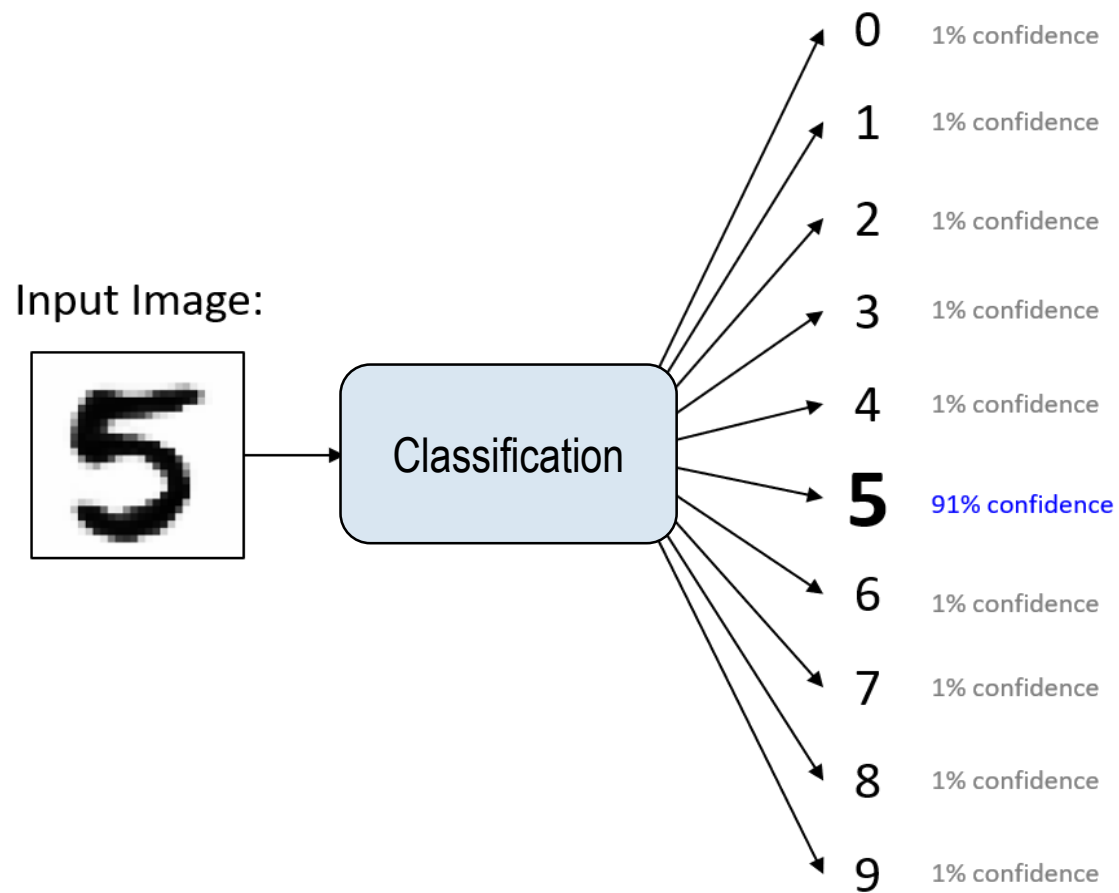 0 1% confidence
1 1% confidence
2 1% confidence
Input Image:
3 1% confidence
4 1% confidence
5
Classification
5 91% confidence
6 1% confidence
7 1% confidence
8 1% confidence
9 1% confidence